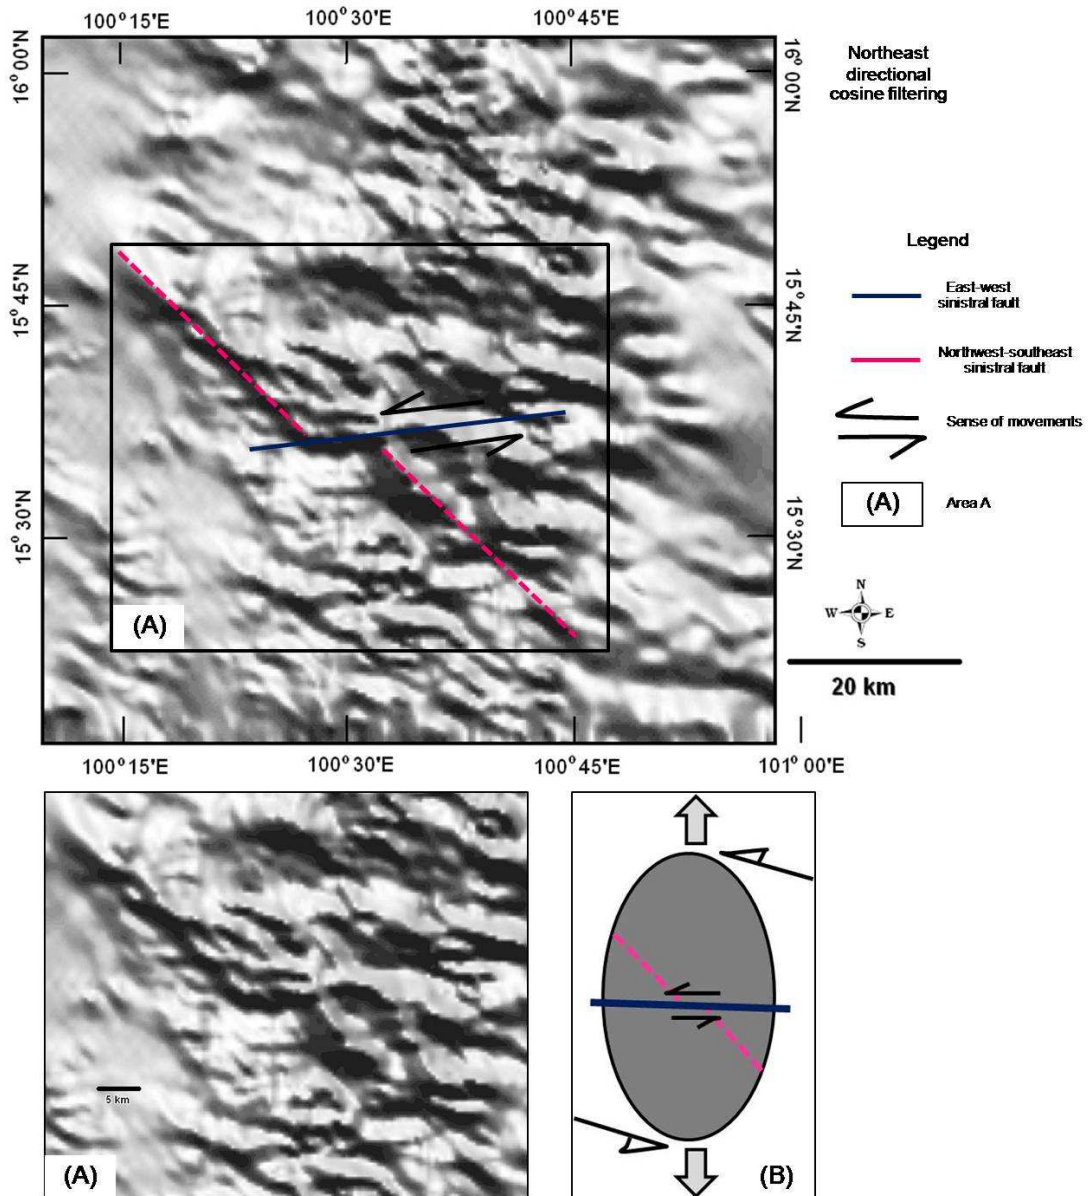 100°15'E 100°30'E 100°45'E
16°00'N
16°00'N
Northeast
directional
cosine filtering
Legend
East-west
sinistral fault
Northwest-southeast
sinistral fault
Sense of movements
(A) Area A
15°45'N
15°45'N
15°30'N
15°30'N
(A)
N
W E
S
20 km
100°15'E 100°30'E 100°45'E 101°00'E
5 km
(A)
(B)